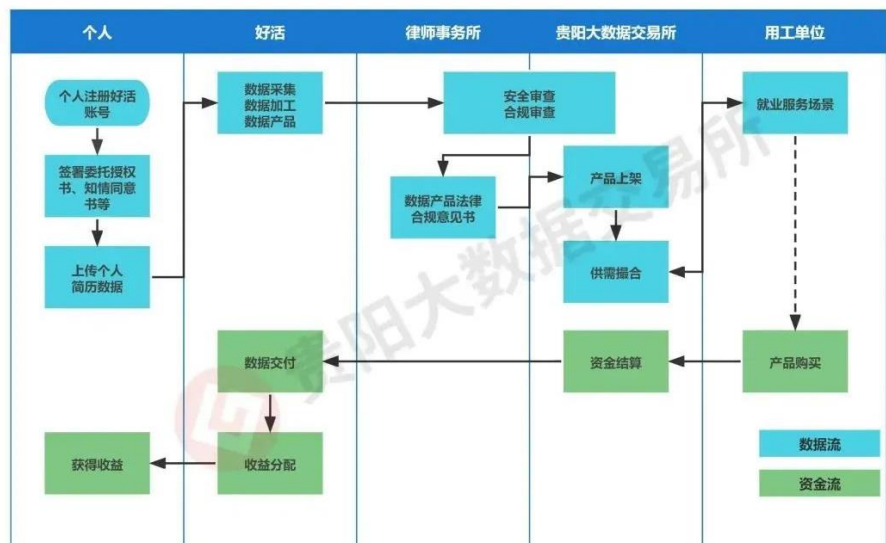 个人
好活
律师事务所
贵阳大数据交易所
用工单位
个人注册好活
账号
签署委托授权
书、知情同意
书等
上传个人
简历数据
数据采集
数据加工
数据产品
安全审查
合规审查
数据产品法律
合规意见书
产品上架
供需撮合
就业服务场景
产品购买
资金结算
数据交付
收益分配
获得收益
数据流
资金流
贵阳大数据交易所